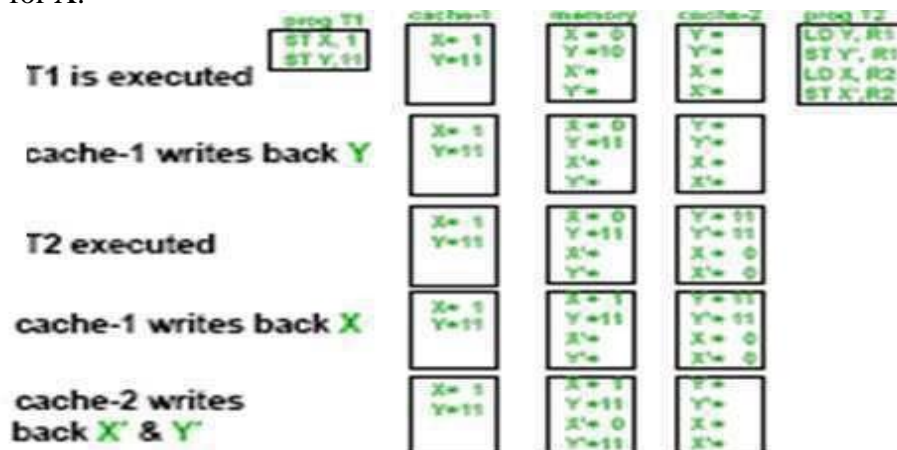 for X.
prog T1 cache-1 memory cache-2 prog T2
ST X, 1
ST Y,11
X= 1
Y=11
X = 0
Y =10
X'=
Y'=
Y =
Y'=
X =
X'=
LD Y, R1
ST Y', R1
LD X, R2
ST X',R2
T1 is executed
cache-1 writes back Y
X= 1
Y=11
X = 0
Y =11
X'=
Y'=
Y =
Y'=
X =
X'=
T2 executed
X= 1
Y=11
X = 0
Y =11
X'=
Y'=
Y = 11
Y'= 11
X = 0
X'= 0
cache-1 writes back X
X= 1
Y=11
X = 1
Y =11
X'=
Y'=
Y = 11
Y'= 11
X = 0
X'= 0
cache-2 writes
back X' & Y'
X= 1
Y=11
X = 1
Y =11
X'= 0
Y'=11
Y =
Y'=
X =
X'=